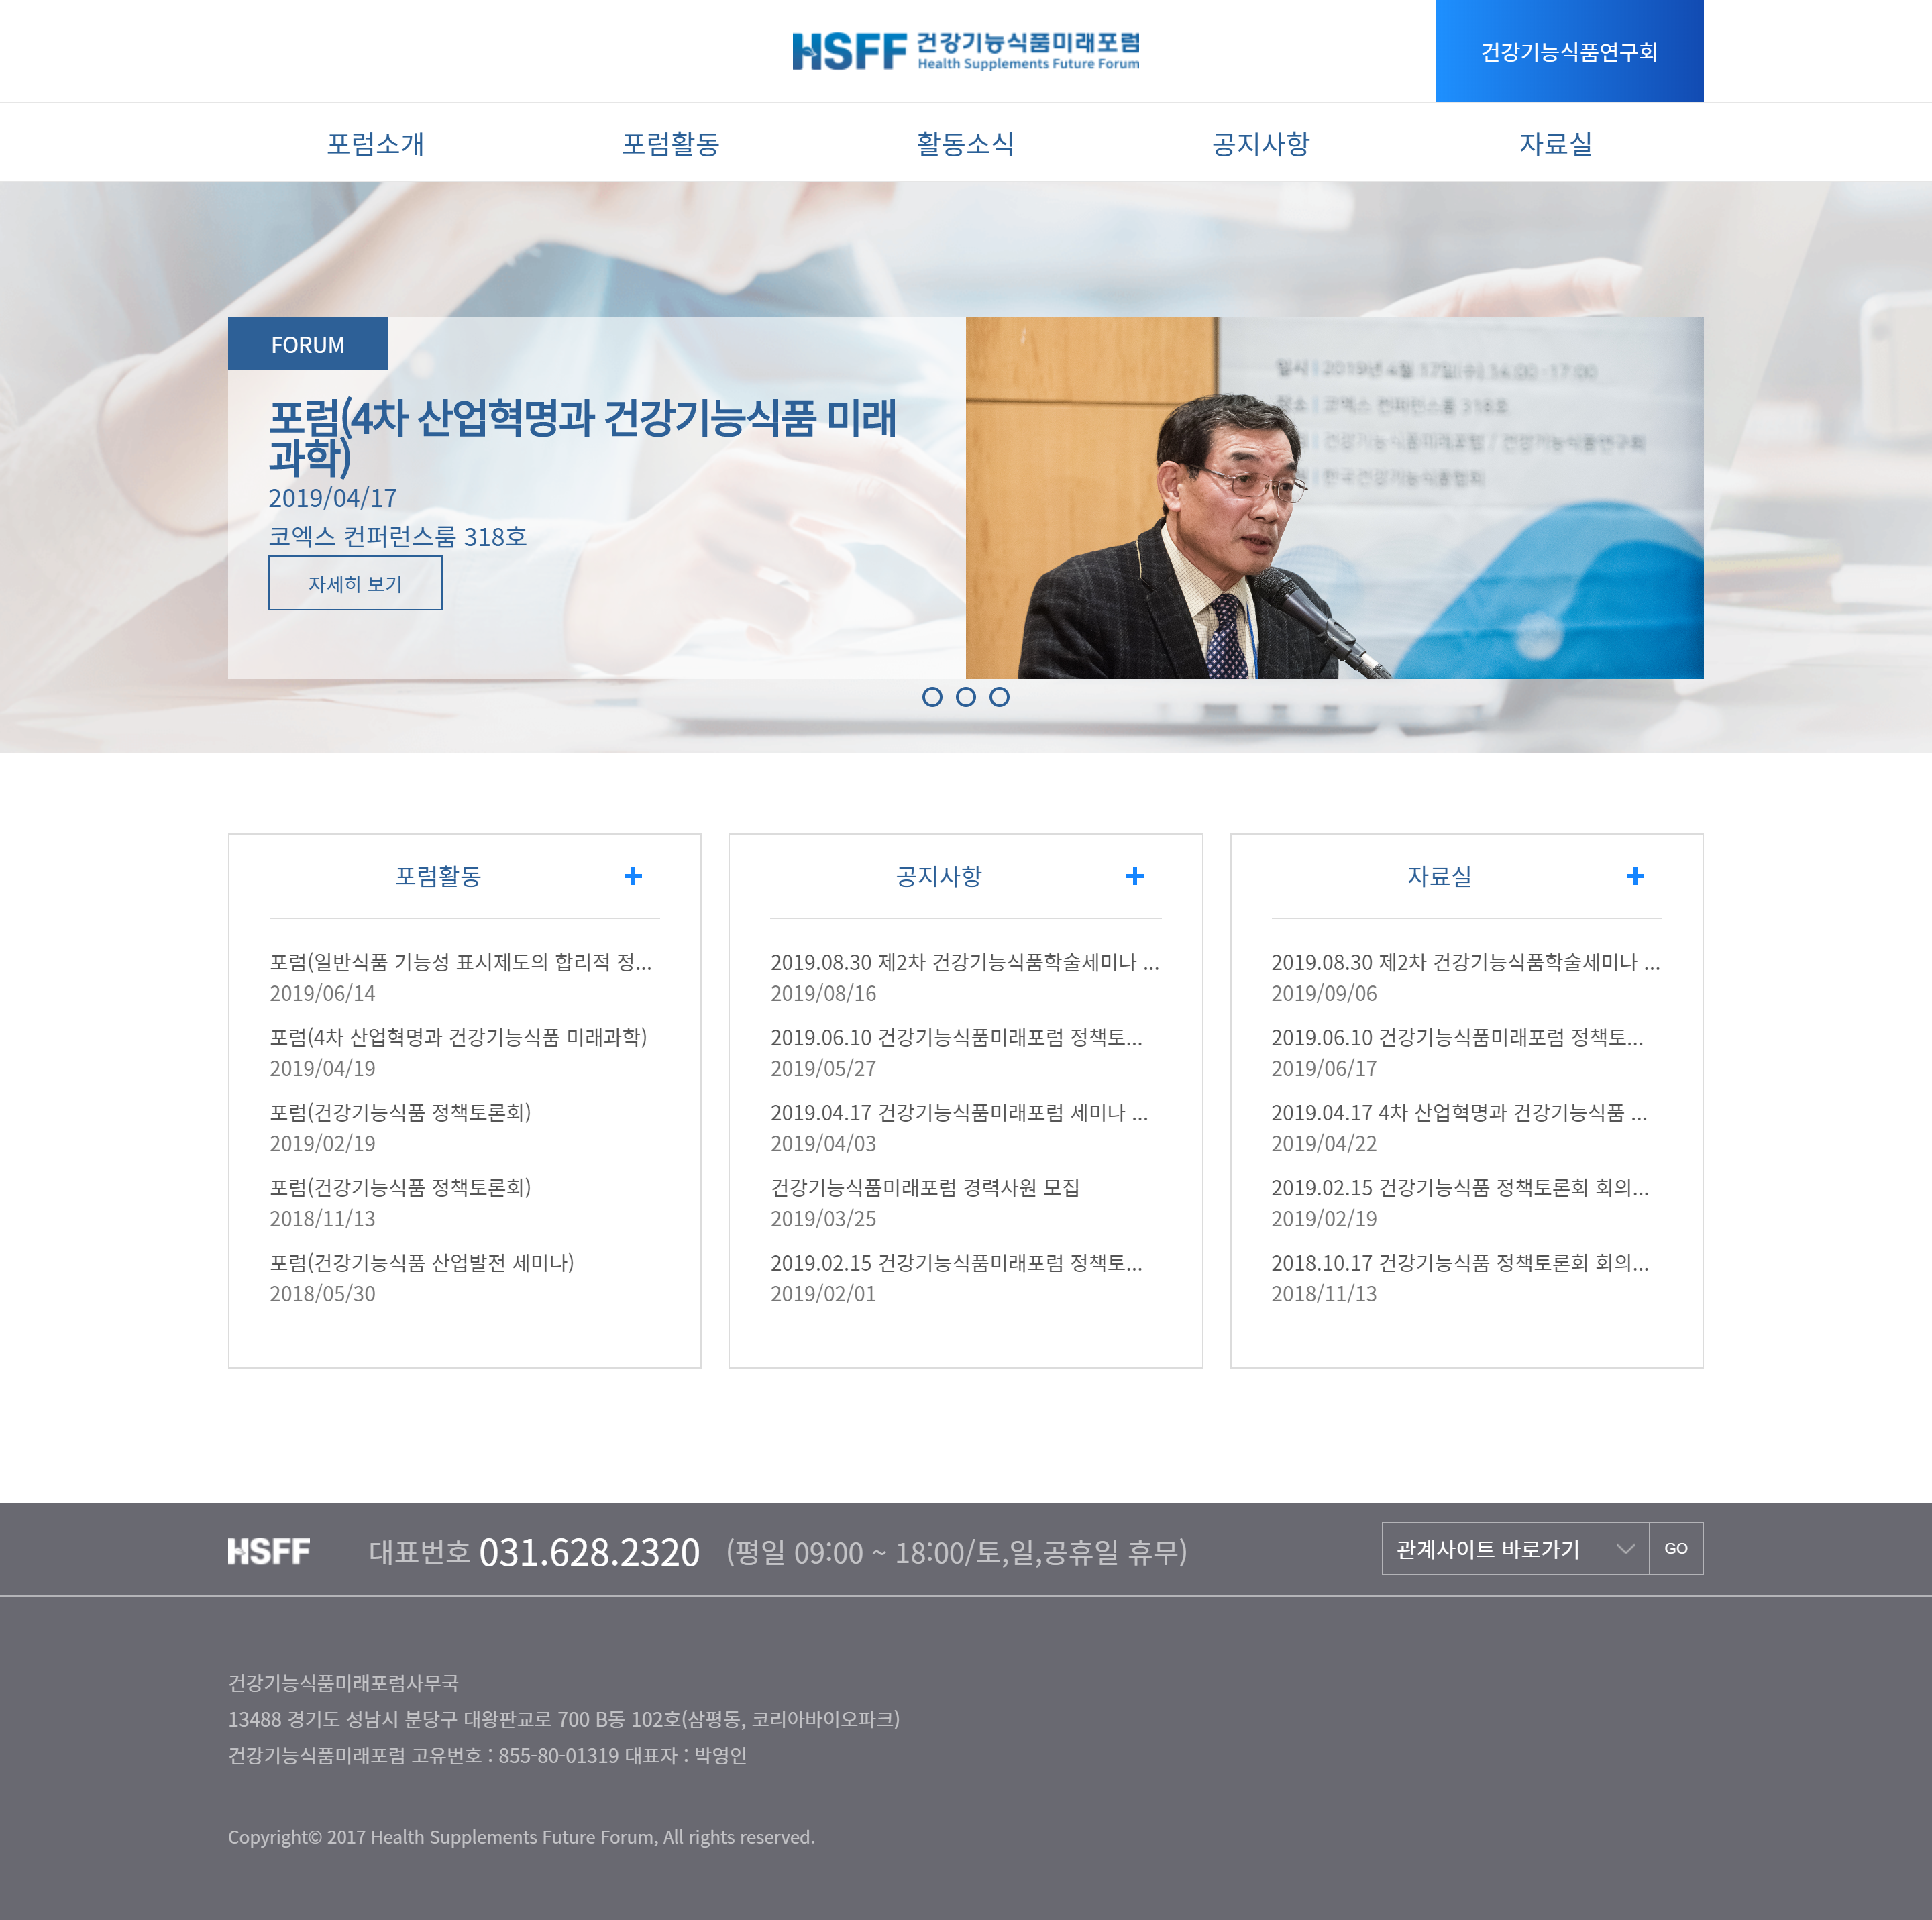 HSFF 건강기능식품미래포럼
Health Supplements Future Forum
건강기능식품연구회
포럼소개
포럼활동
활동소식
공지사항
자료실
FORUM
포럼(4차 산업혁명과 건강기능식품 미래
과학)
2019/04/17
코엑스 컨퍼런스룸 318호
자세히 보기
일시 | 2019년 4월 17일(수) 14:00 -17:00
장소 | 코엑스 컨퍼런스룸 318호
건강기능식품미래포럼 / 건강기능식품연구회
한국건강기능식품협회
포럼활동
포럼(일반식품 기능성 표시제도의 합리적 정...
2019/06/14
포럼(4차 산업혁명과 건강기능식품 미래과학)
2019/04/19
포럼(건강기능식품 정책토론회)
2019/02/19
포럼(건강기능식품 정책토론회)
2018/11/13
포럼(건강기능식품 산업발전 세미나)
2018/05/30
공지사항
2019.08.30 제2차 건강기능식품학술세미나 ...
2019/08/16
2019.06.10 건강기능식품미래포럼 정책토...
2019/05/27
2019.04.17 건강기능식품미래포럼 세미나 ...
2019/04/03
건강기능식품미래포럼 경력사원 모집
2019/03/25
2019.02.15 건강기능식품미래포럼 정책토...
2019/02/01
자료실
2019.08.30 제2차 건강기능식품학술세미나 ...
2019/09/06
2019.06.10 건강기능식품미래포럼 정책토...
2019/06/17
2019.04.17 4차 산업혁명과 건강기능식품 ...
2019/04/22
2019.02.15 건강기능식품 정책토론회 회의...
2019/02/19
2018.10.17 건강기능식품 정책토론회 회의...
2018/11/13
HSFF
대표번호 031.628.2320 (평일 09:00 ~ 18:00/토,일,공휴일 휴무)
관계사이트 바로가기
GO
건강기능식품미래포럼사무국
13488 경기도 성남시 분당구 대왕판교로 700 B동 102호(삼평동, 코리아바이오파크)
건강기능식품미래포럼 고유번호 : 855-80-01319 대표자 : 박영인
Copyright© 2017 Health Supplements Future Forum, All rights reserved.